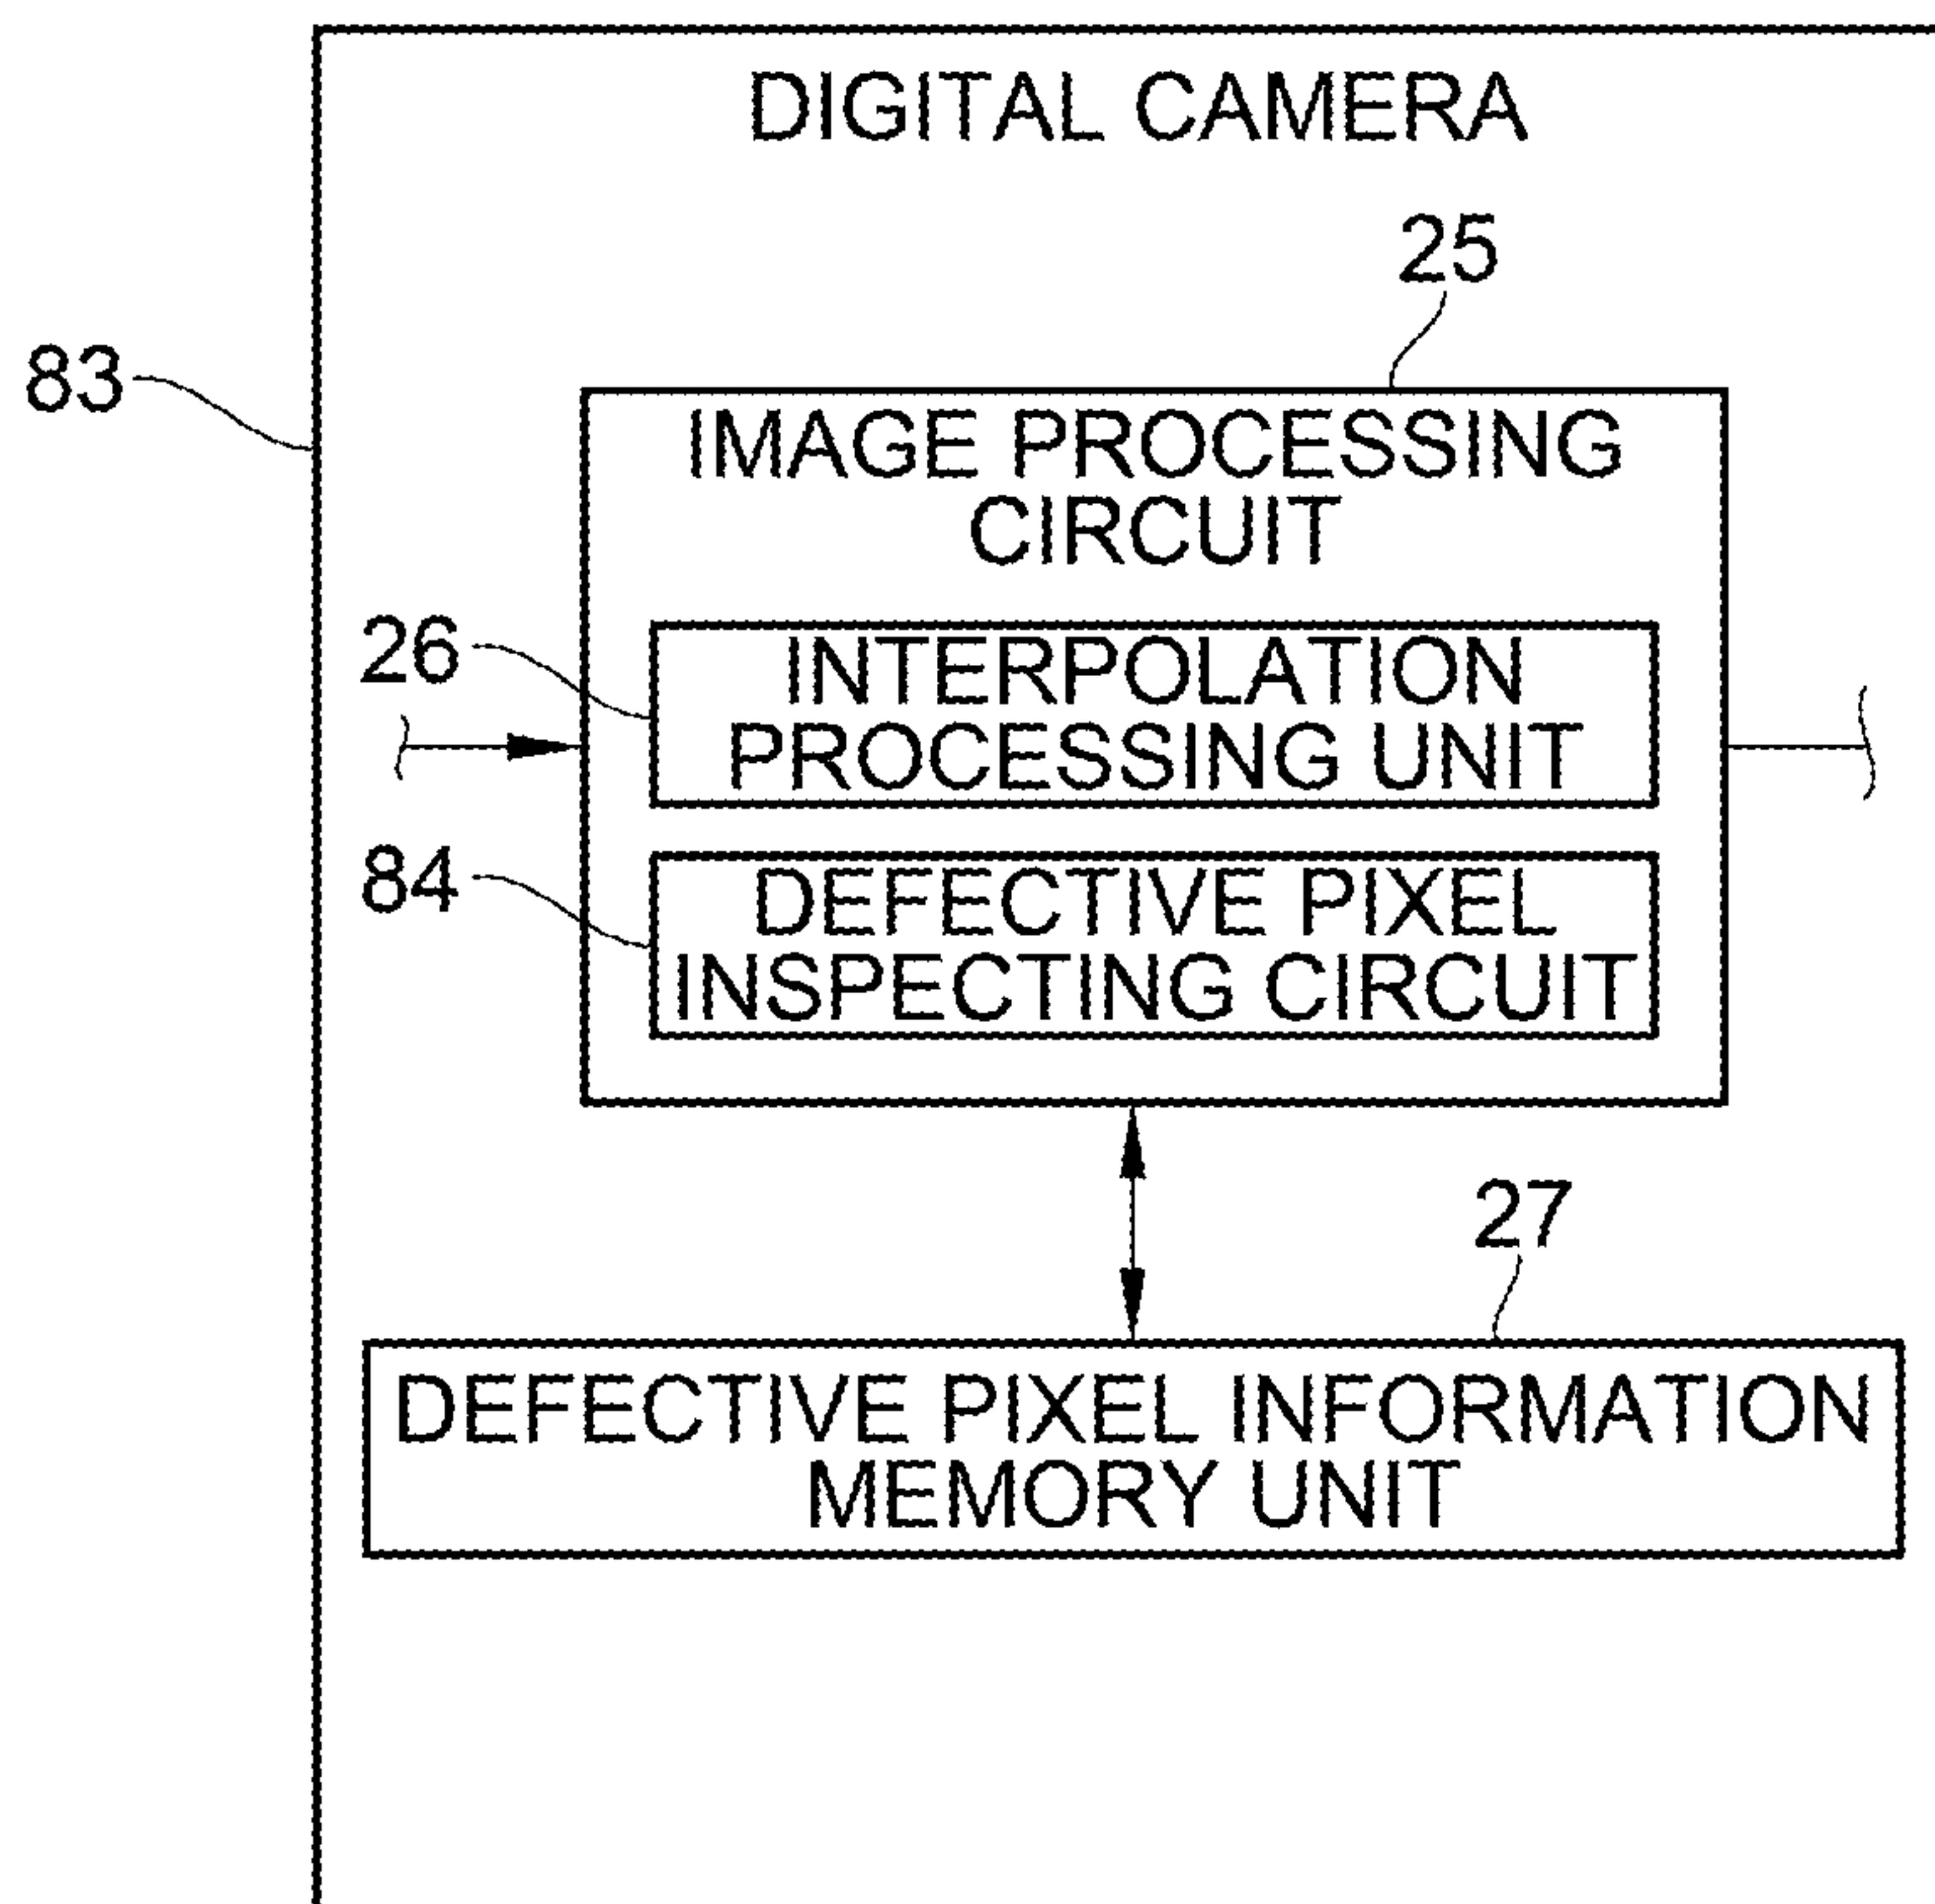 DIGITAL CAMERA
25
83
IMAGE PROCESSING
CIRCUIT
26
INTERPOLATION
PROCESSING UNIT
84
DEFECTIVE PIXEL
INSPECTING CIRCUIT
27
DEFECTIVE PIXEL INFORMATION
MEMORY UNIT